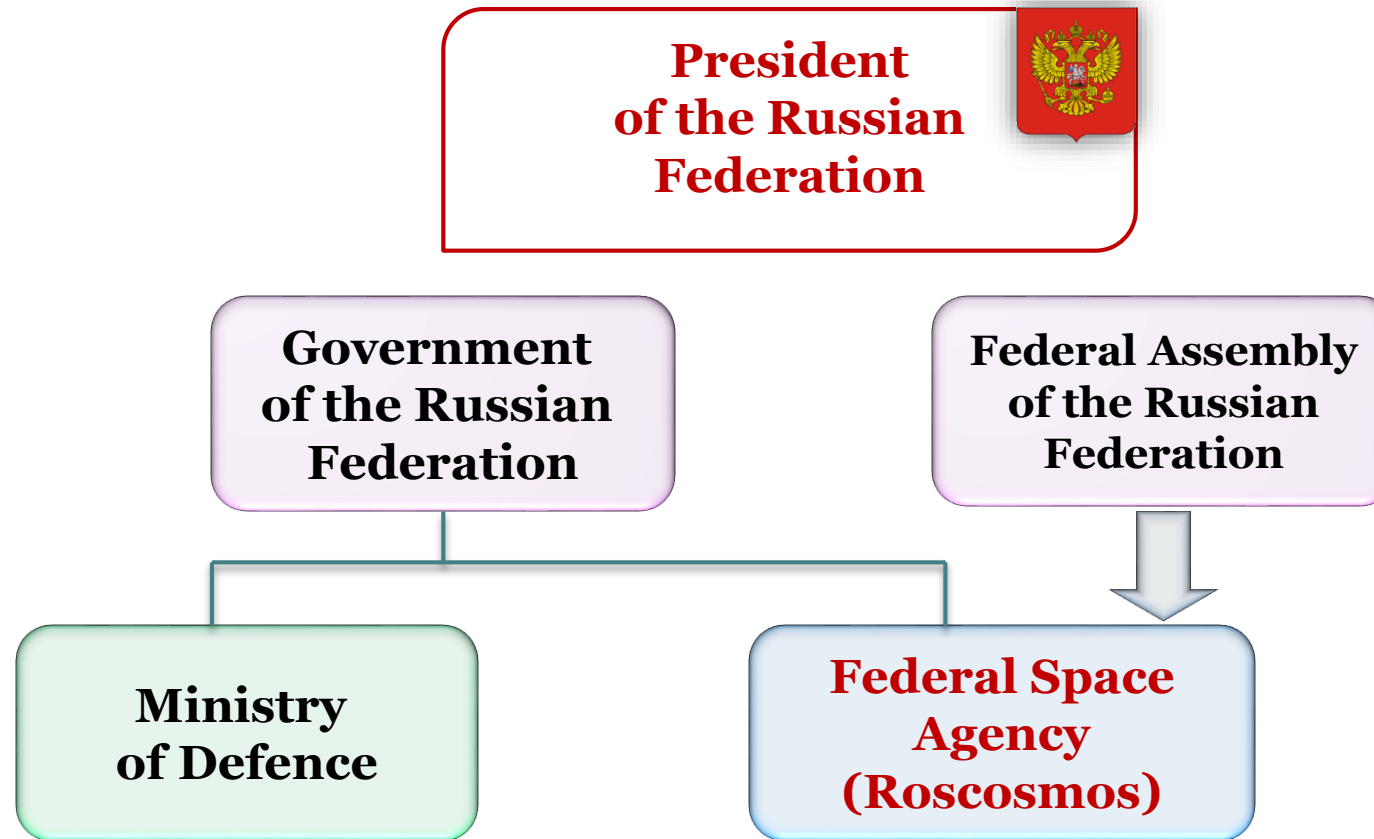 President
of the Russian
Federation
Government
of the Russian
Federation
Federal Assembly
of the Russian
Federation
Ministry
of Defence
Federal Space
Agency
(Roscosmos)